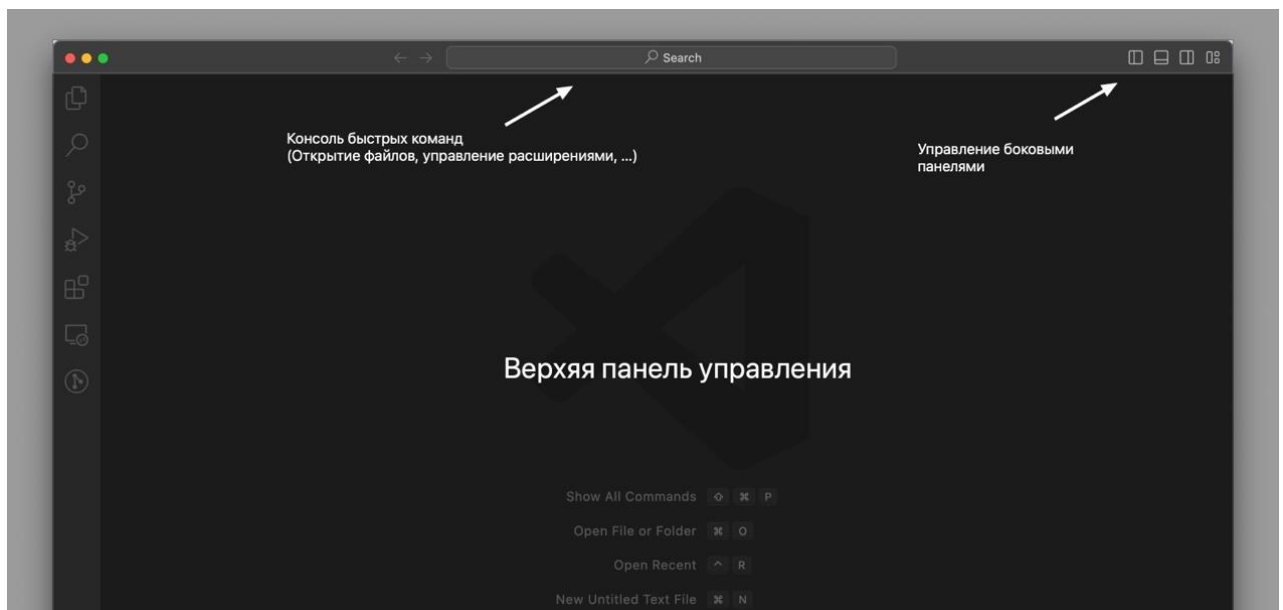 Search
Консоль быстрых команд
(Открытие файлов, управление расширениями, ...)
Управление боковыми
панелями
Верхяя панель управления
Show All Commands ⇧ ⌘ P
Open File or Folder ⌘ O
Open Recent ^ R
New Untitled Text File ⌘ N